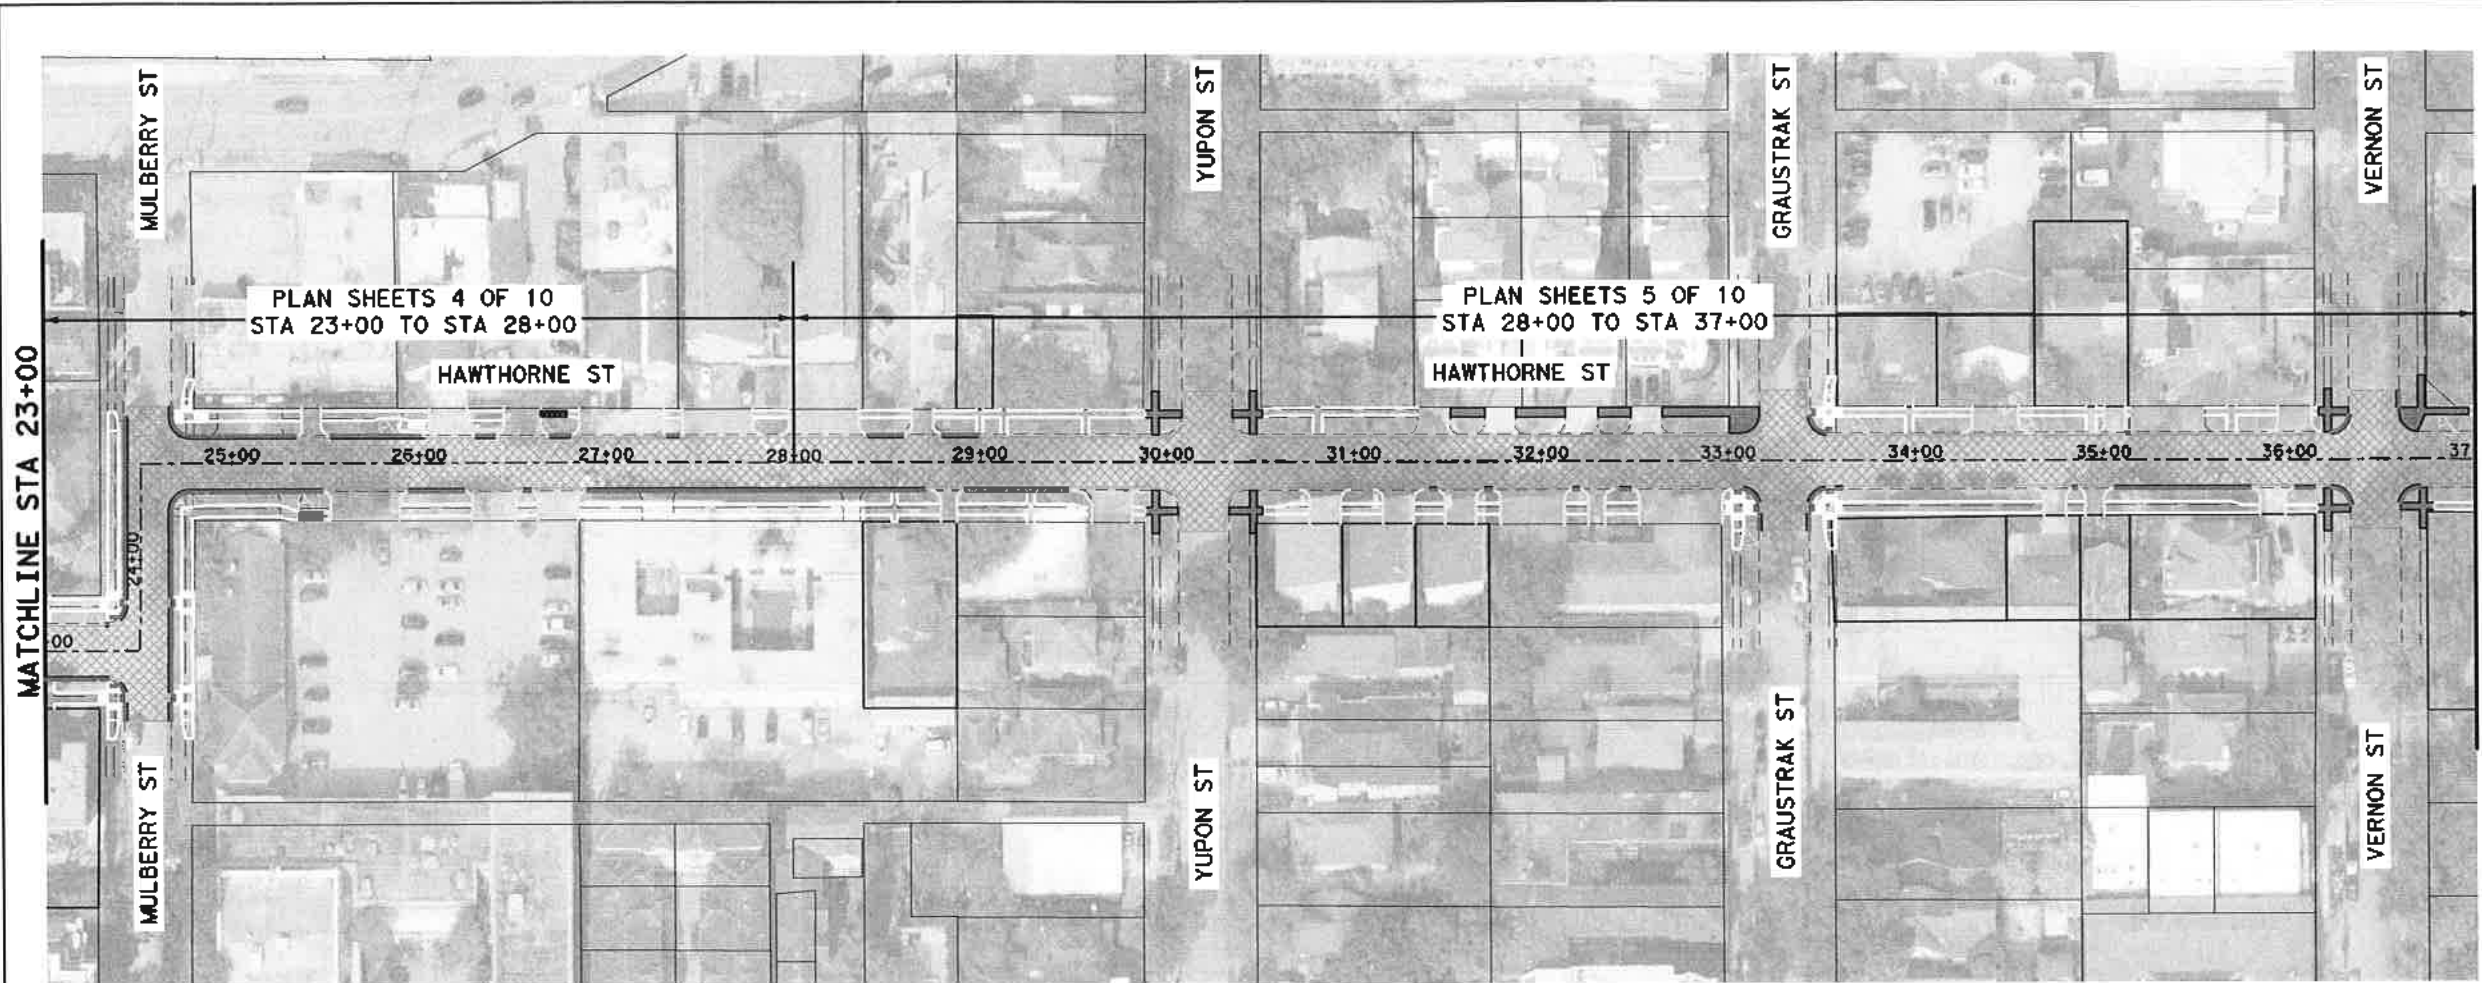 MULBERRY ST
YUPON ST
GRAUSTRAK ST
VERNON ST
PLAN SHEETS 4 OF 10
STA 23+00 TO STA 28+00
PLAN SHEETS 5 OF 10
STA 28+00 TO STA 37+00
HAWTHORNE ST
HAWTHORNE ST
MATCHLINE STA 23+00
25+00 26+00 27+00 28+00 29+00 30+00 31+00 32+00 33+00 34+00 35+00 36+00 37
24+00
00
MULBERRY ST
YUPON ST
GRAUSTRAK ST
VERNON ST